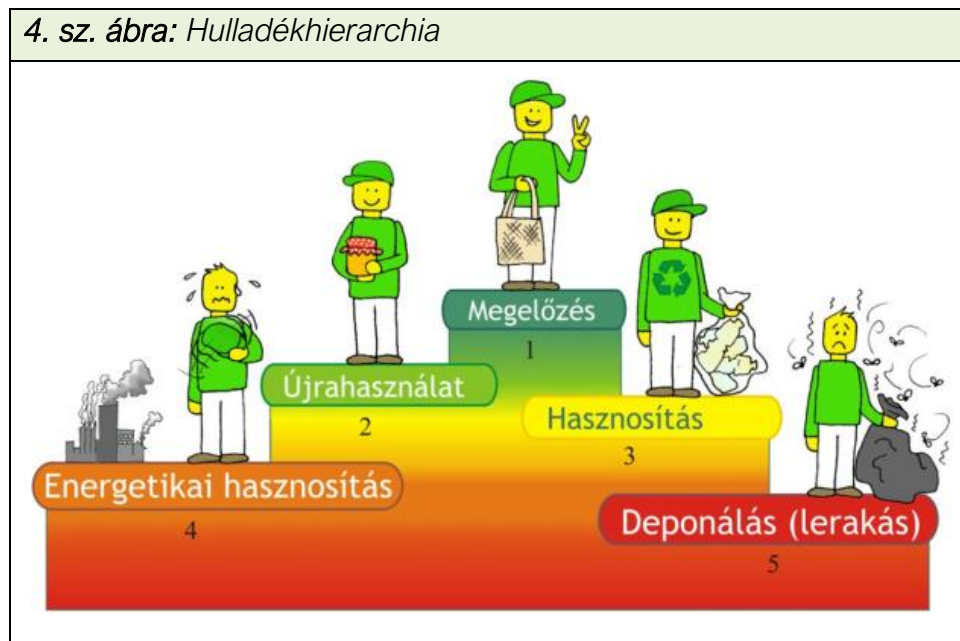 4. sz. ábra: Hulladékhierarchia
Megelőzés
1
Újrahasználat
2
Hasznosítás
3
Energetikai hasznosítás
4
Deponálás (lerakás)
5